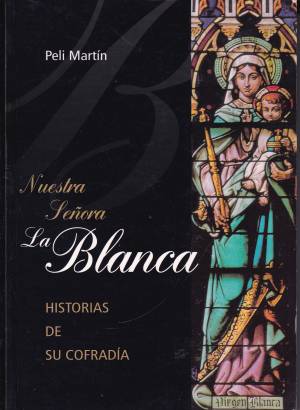 Peli Martín
Nuestra
Señora
La Blanca
HISTORIAS
DE
SU COFRADÍA
Virgen Blanca